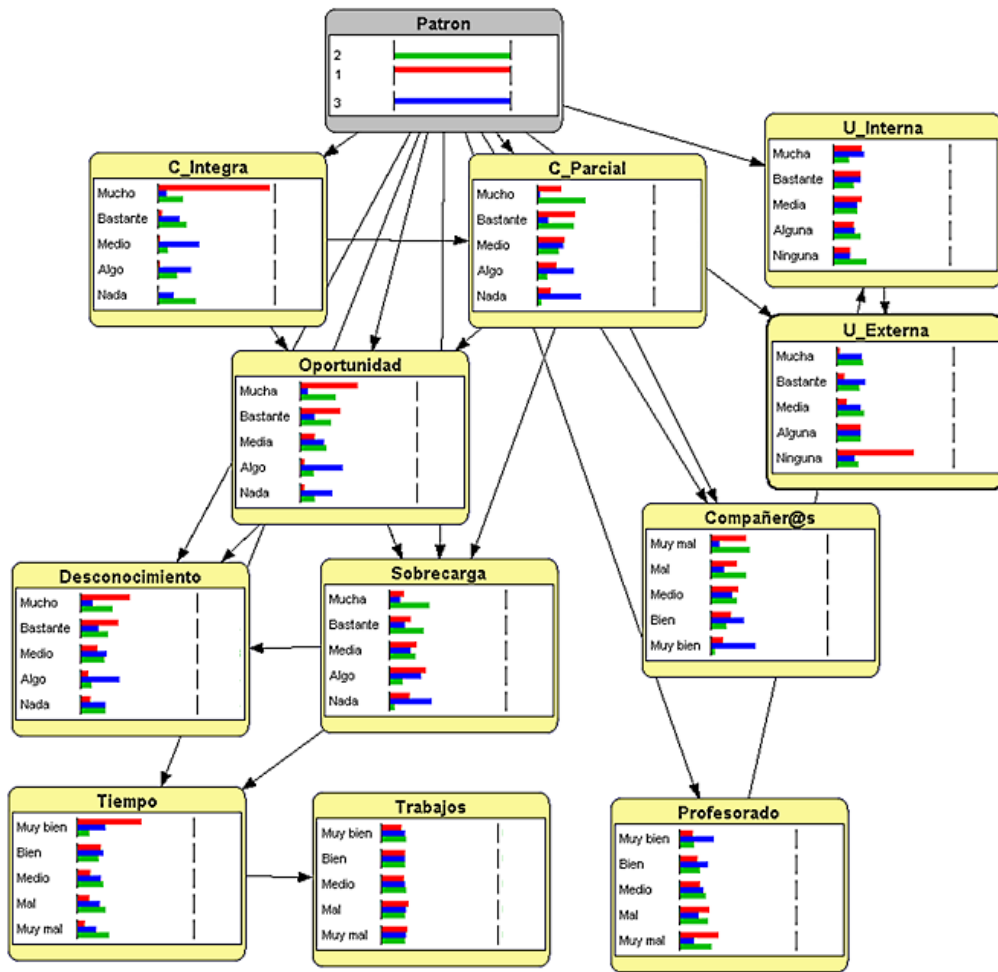 Patron
2
1
3
C_Integra
Mucho
Bastante
Medio
Algo
Nada
C_Parcial
Mucho
Bastante
Medio
Algo
Nada
U_Interna
Mucha
Bastante
Media
Alguna
Ninguna
U_Externa
Mucha
Bastante
Media
Alguna
Ninguna
Oportunidad
Mucha
Bastante
Media
Algo
Nada
Compañer@s
Muy mal
Mal
Medio
Bien
Muy bien
Desconocimiento
Mucho
Bastante
Medio
Algo
Nada
Sobrecarga
Mucha
Bastante
Media
Algo
Nada
Tiempo
Muy bien
Bien
Medio
Mal
Muy mal
Trabajos
Muy bien
Bien
Medio
Mal
Muy mal
Profesorado
Muy bien
Bien
Medio
Mal
Muy mal